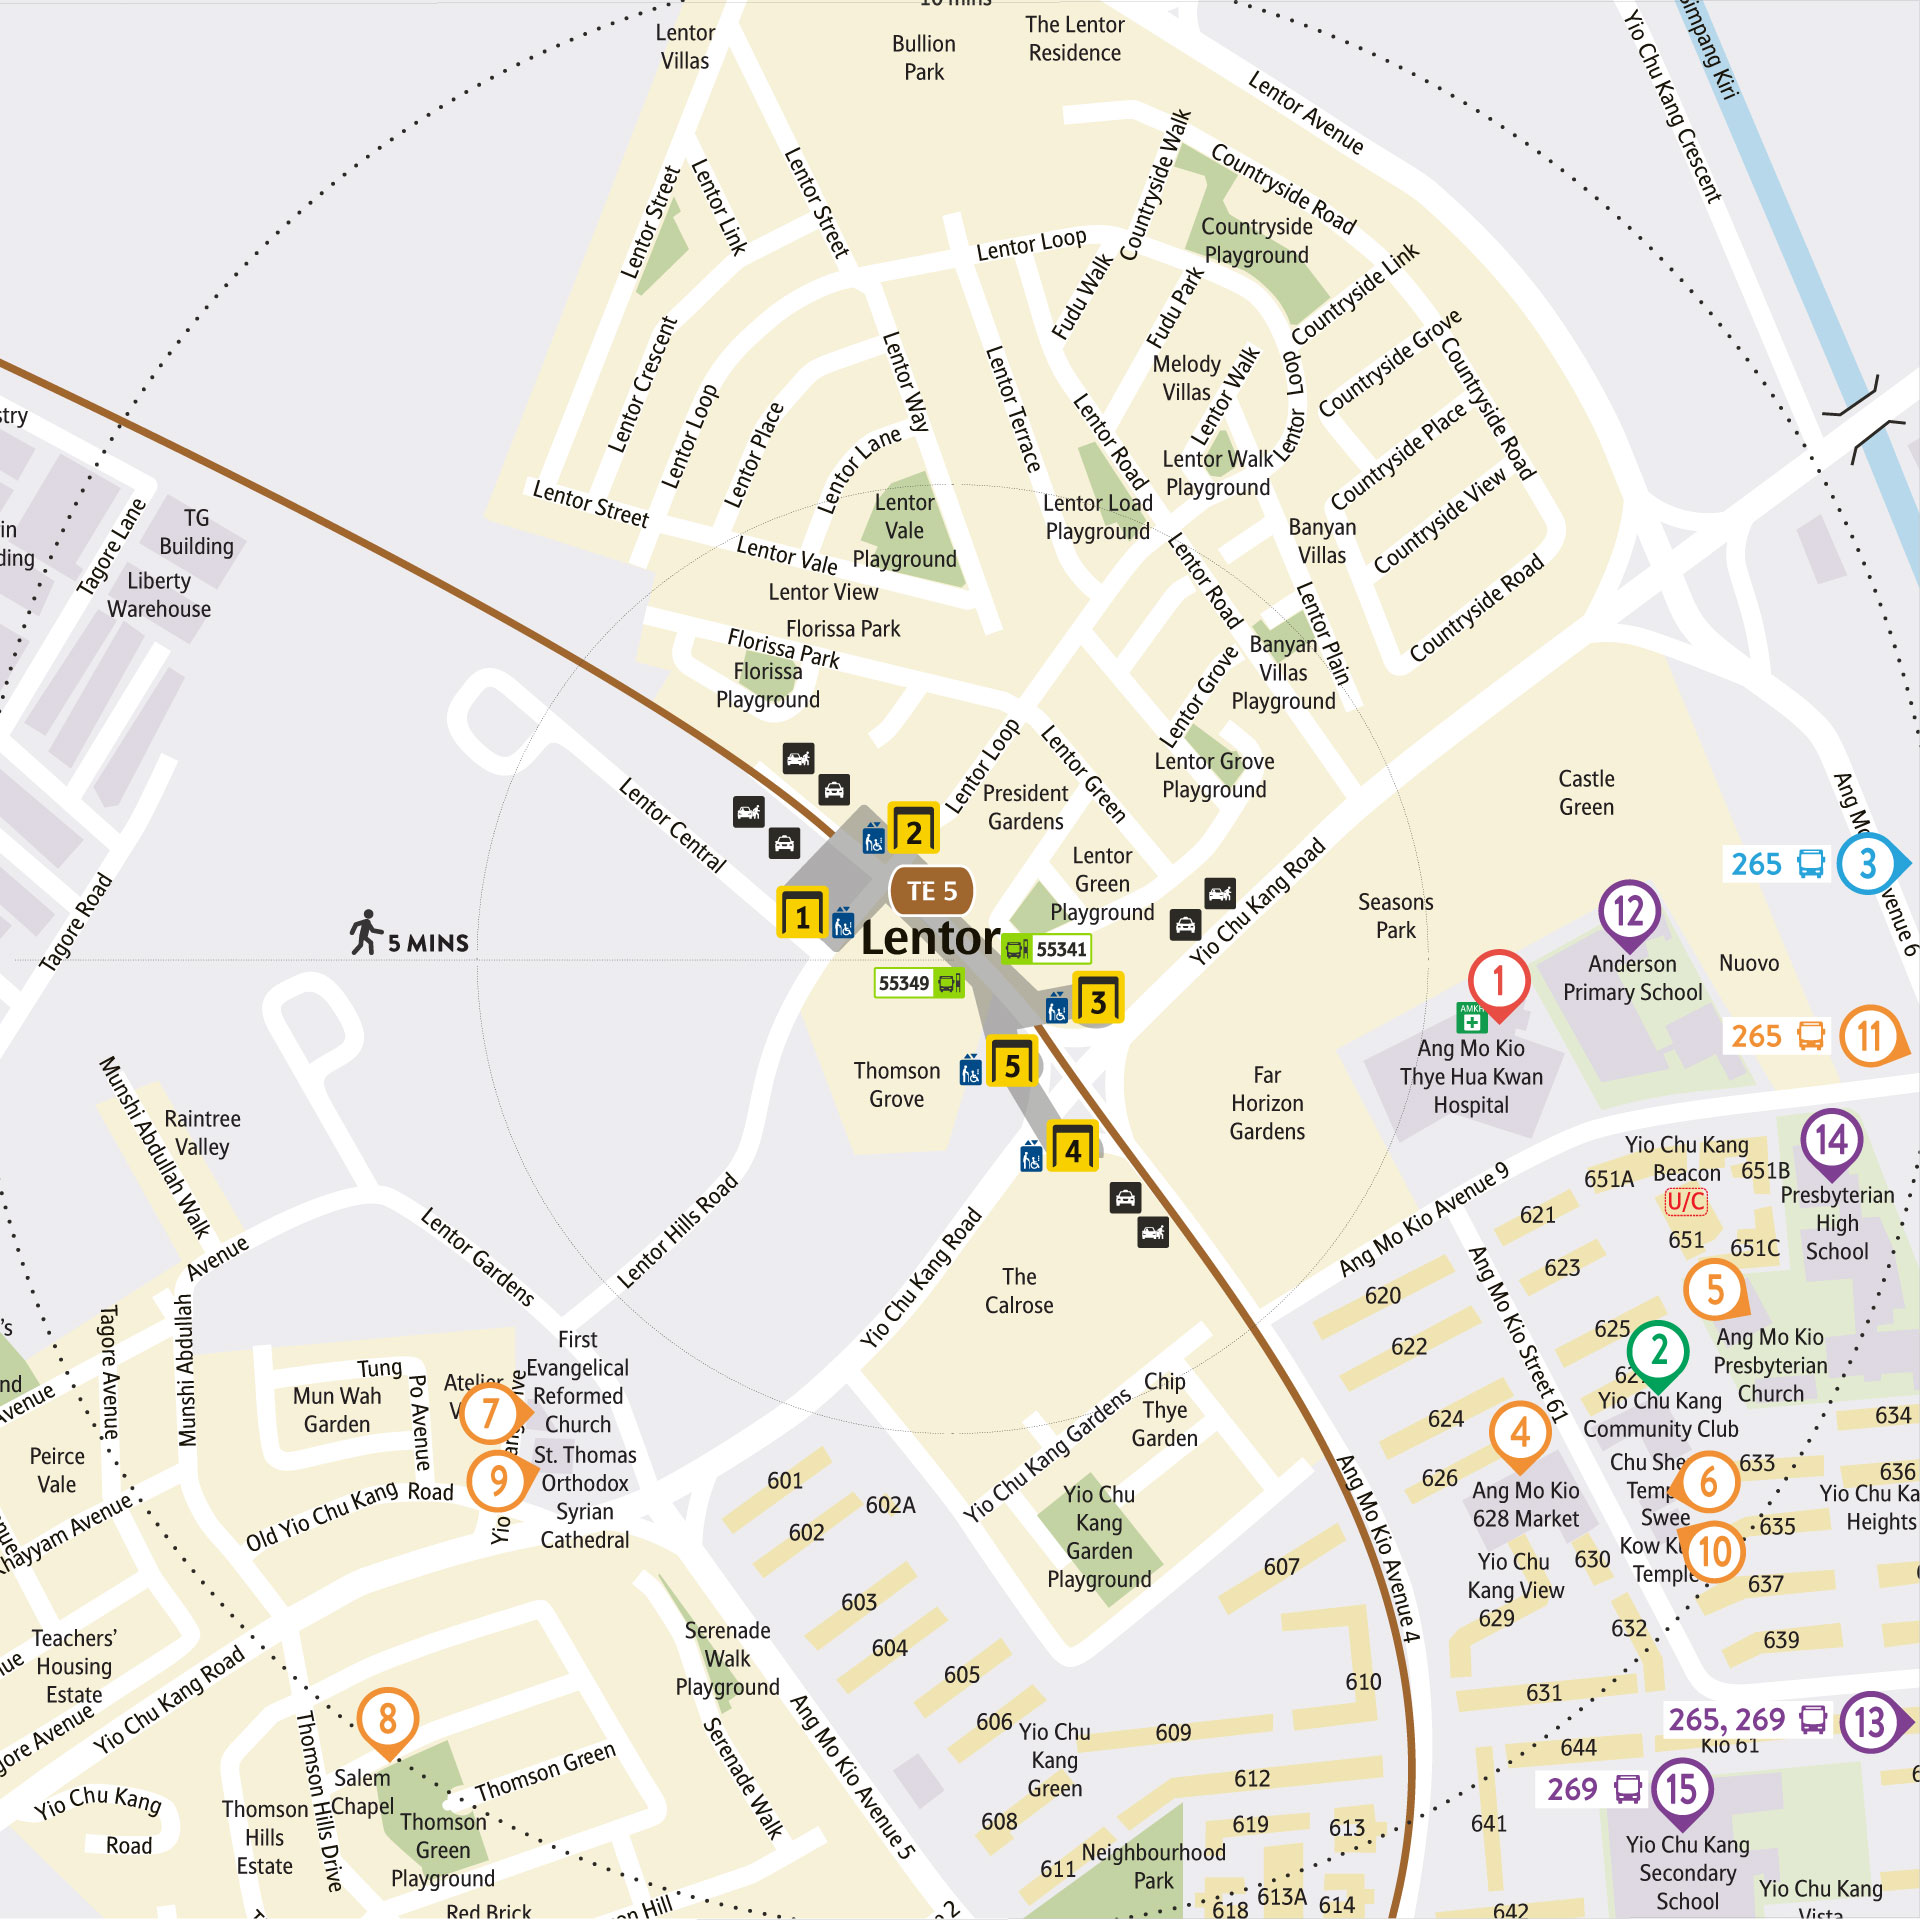 10 mins
Lentor
Villas
Bullion
Park
The Lentor
Residence
Lentor Avenue
Yio Chu Kang Crescent
Simpang Kiri
Lentor Street
Lentor Link
Lentor Street
Lentor Loop
Countryside Walk
Countryside Road
Countryside
Playground
Countryside Link
Fudu Walk
Fudu Park
Melody
Villas
Lentor Walk
Lentor Loop
Countryside Grove
Countryside Road
Countryside Place
Countryside View
Countryside Road
Lentor Crescent
Lentor Loop
Lentor Place
Lentor Way
Lentor Lane
Lentor Terrace
Lentor Road
Lentor Walk
Playground
Lentor Street
Lentor
Vale
Playground
Lentor Load
Playground
Banyan
Villas
Lentor Vale
Lentor View
Lentor Road
Lentor Plain
Florissa Park
Florissa Park
Florissa
Playground
Banyan
Villas
Playground
Lentor Grove
Lentor Grove
Playground
Tagore Lane
TG
Building
Liberty
Warehouse
Tagore Road
Lentor Central
Lentor Loop
Lentor Green
President
Gardens
Lentor
Green
Playground
Yio Chu Kang Road
Castle
Green
Seasons
Park
2
1
TE 5
Lentor
55341
55349
3
5
4
5 MINS
265
3
12
Anderson
Primary School
Nuovo
1
AMKH
Ang Mo Kio
Thye Hua Kwan
Hospital
265
11
Thomson
Grove
Far
Horizon
Gardens
Munshi Abdullah Walk
Raintree
Valley
Avenue
Lentor Gardens
Lentor Hills Road
Yio Chu Kang Road
The
Calrose
Ang Mo Kio Avenue 9
Yio Chu Kang
Beacon
U/C
651A
651B
651
651C
621
623
14
Presbyterian
High
School
5
Ang Mo Kio
Presbyterian
Church
620
622
625
2
Yio Chu Kang
Community Club
Ang Mo Kio Street 61
624
626
4
Ang Mo Kio
628 Market
6
633
634
636
10
635
637
Yio Chu
Kang View
630
629
632
639
Tagore Avenue
Munshi Abdullah
Tung
Po Avenue
Mun Wah
Garden
7
9
First
Evangelical
Reformed
Church
St. Thomas
Orthodox
Syrian
Cathedral
Peirce
Vale
Old Yio Chu Kang Road
Chip
Thye
Garden
Yio Chu Kang Gardens
Yio Chu
Kang
Garden
Playground
Ang Mo Kio Avenue 4
601
602A
602
603
604
605
606
607
608
609
610
611
612
613
613A
614
618
619
Teachers'
Housing
Estate
Yio Chu Kang Road
Serenade
Walk
Playground
Serenade Walk
Ang Mo Kio Avenue 5
Yio Chu
Kang
Green
Neighbourhood
Park
8
Salem
Chapel
Thomson Green
Thomson
Green
Playground
Thomson Hills Drive
Thomson
Hills
Estate
Yio Chu Kang
Road
Red Brick
631
265, 269
13
Kio 61
644
269
15
Yio Chu Kang
Secondary
School
641
642
Yio Chu Kang